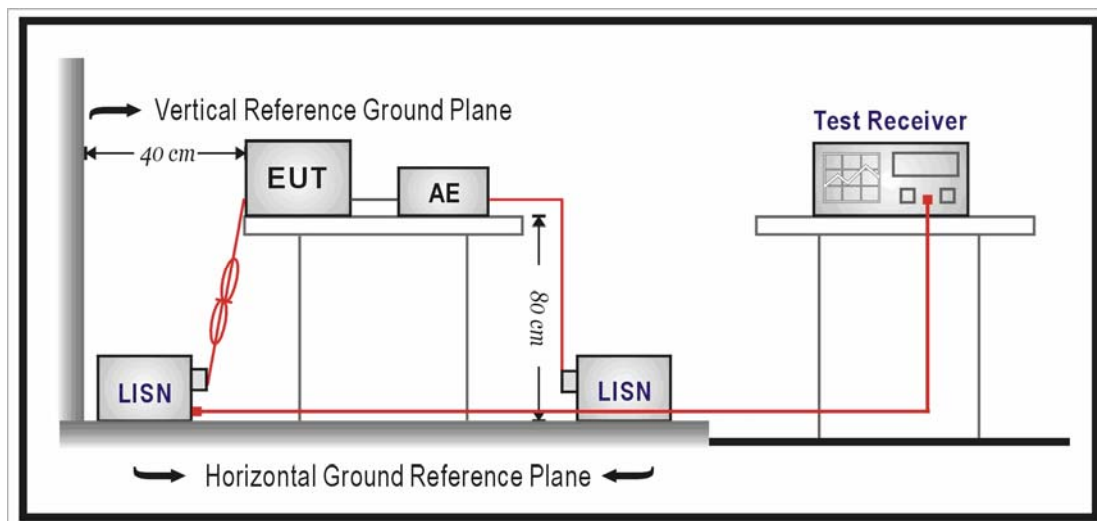 Vertical Reference Ground Plane
40 cm
EUT
AE
Test Receiver
80 cm
LISN
LISN
Horizontal Ground Reference Plane